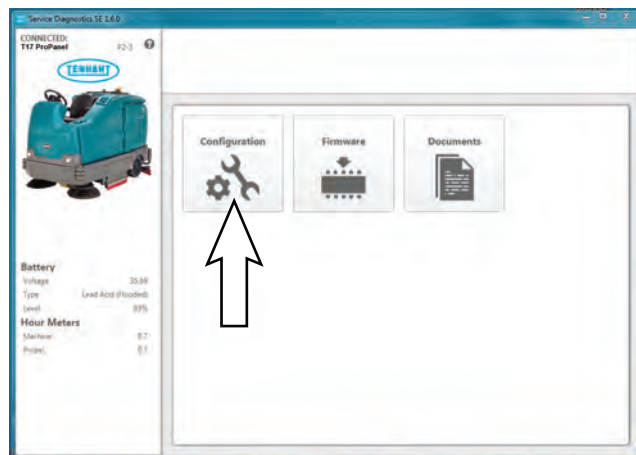 Service Diagnostics SE 1.6.0
CONNECTED:
T17 ProPanel
TENNANT
Configuration
Firmware
Documents
Battery
Voltage
Type Lead Acid (Flooded)
Level
Hour Meters
Machine
Propel